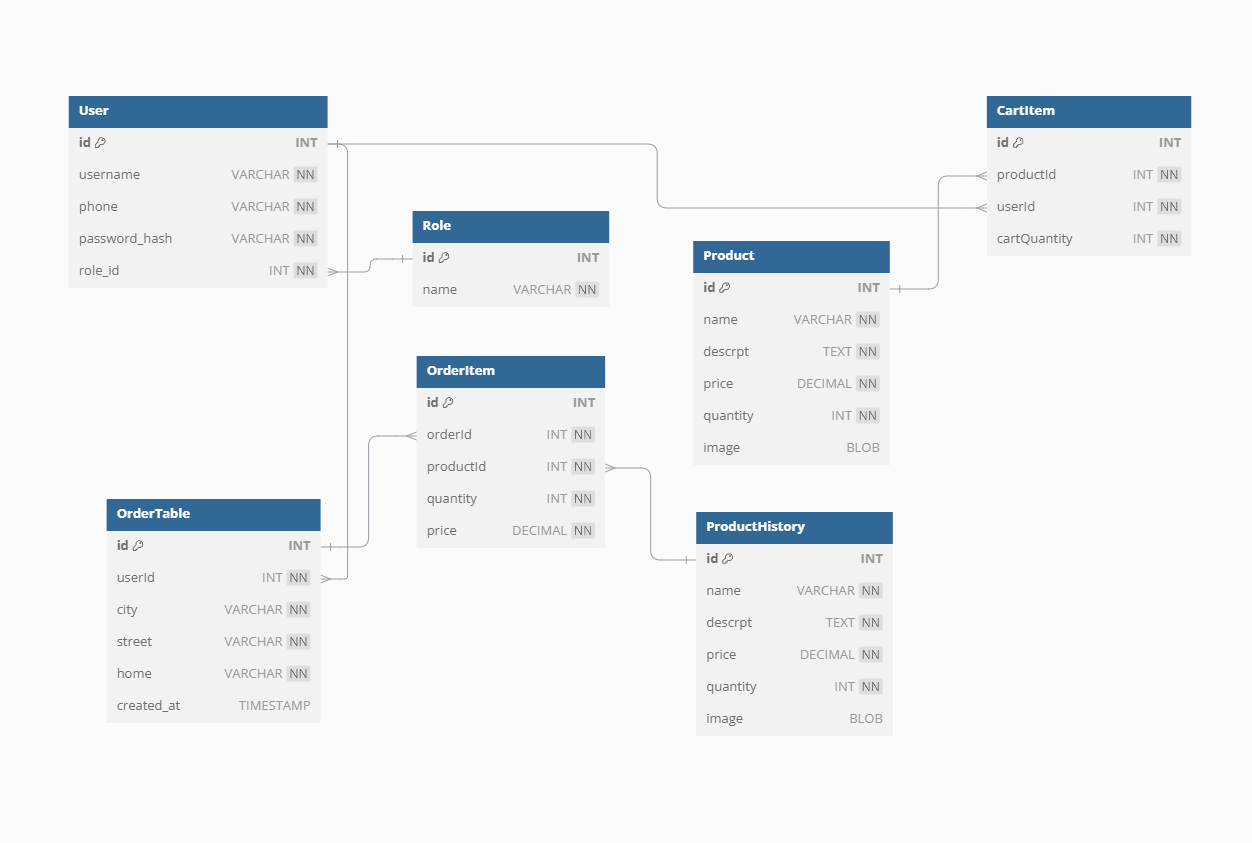 User
id INT
username VARCHAR NN
phone VARCHAR NN
password_hash VARCHAR NN
role_id INT NN
Role
id INT
name VARCHAR NN
OrderItem
id INT
orderId INT NN
productId INT NN
quantity INT NN
price DECIMAL NN
OrderTable
id INT
userId INT NN
city VARCHAR NN
street VARCHAR NN
home VARCHAR NN
created_at TIMESTAMP
CartItem
id INT
productId INT NN
userId INT NN
cartQuantity INT NN
Product
id INT
name VARCHAR NN
descrpt TEXT NN
price DECIMAL NN
quantity INT NN
image BLOB
ProductHistory
id INT
name VARCHAR NN
descrpt TEXT NN
price DECIMAL NN
quantity INT NN
image BLOB